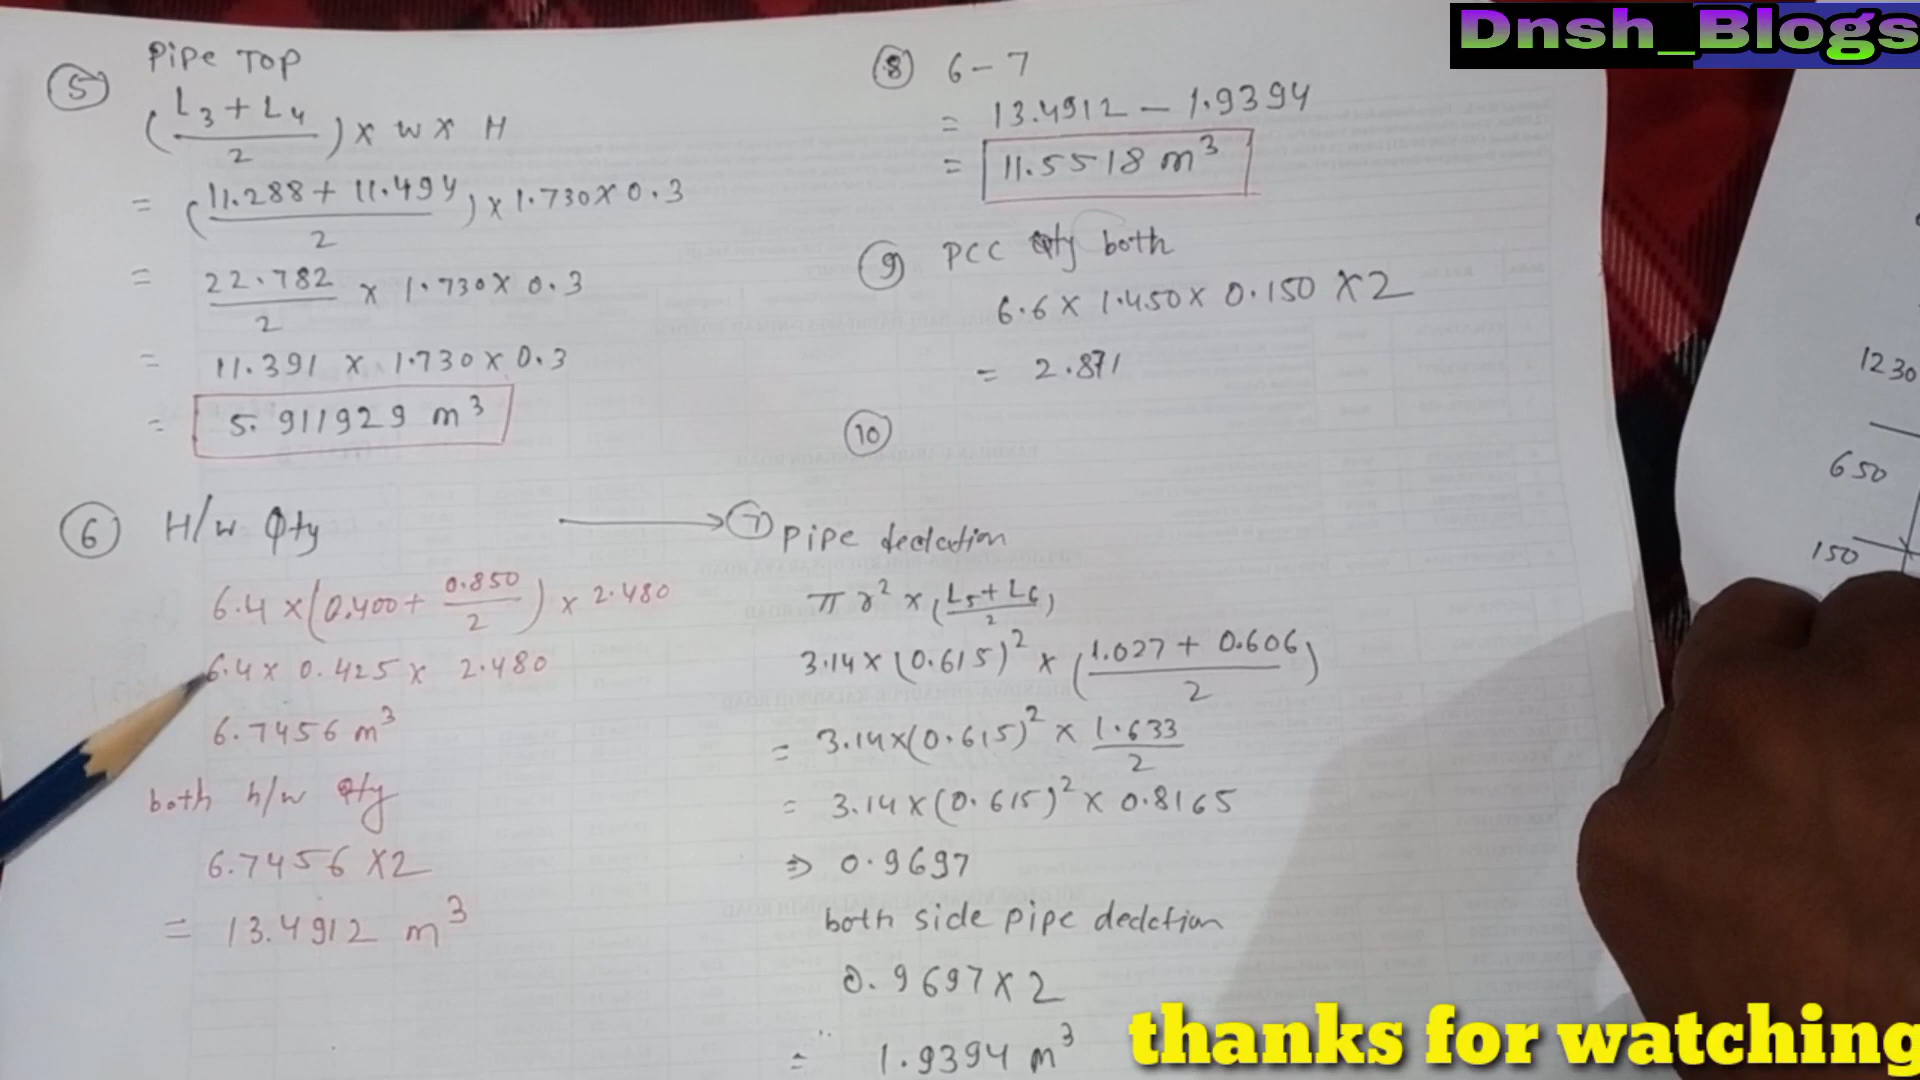 Dnsh_Blogs
⑤ Pipe Top
(L3 + L4 / 2) x w x H
= (11.288 + 11.494 / 2) x 1.730 x 0.3
= 22.782 / 2 x 1.730 x 0.3
= 11.391 x 1.730 x 0.3
= 5.911929 m³
⑥ H/w Qty
6.4 x (0.400 + 0.850 / 2) x 2.480
6.4 x 0.425 x 2.480
6.7456 m³
both h/w Qty
6.7456 x 2
= 13.4912 m³
⑦ Pipe dedcation
π r² x (L5 + L6 / 2)
3.14 x (0.615)² x (1.027 + 0.606 / 2)
= 3.14 x (0.615)² x 1.633 / 2
= 3.14 x (0.615)² x 0.8165
⇒ 0.9697
both side pipe dedction
0.9697 x 2
= 1.9394 m³
⑧ 6 - 7
= 13.4912 - 1.9394
= 11.5518 m³
⑨ PCC Qty both
6.6 x 1.450 x 0.150 x 2
= 2.871
⑩
1230
650
150
thanks for watching